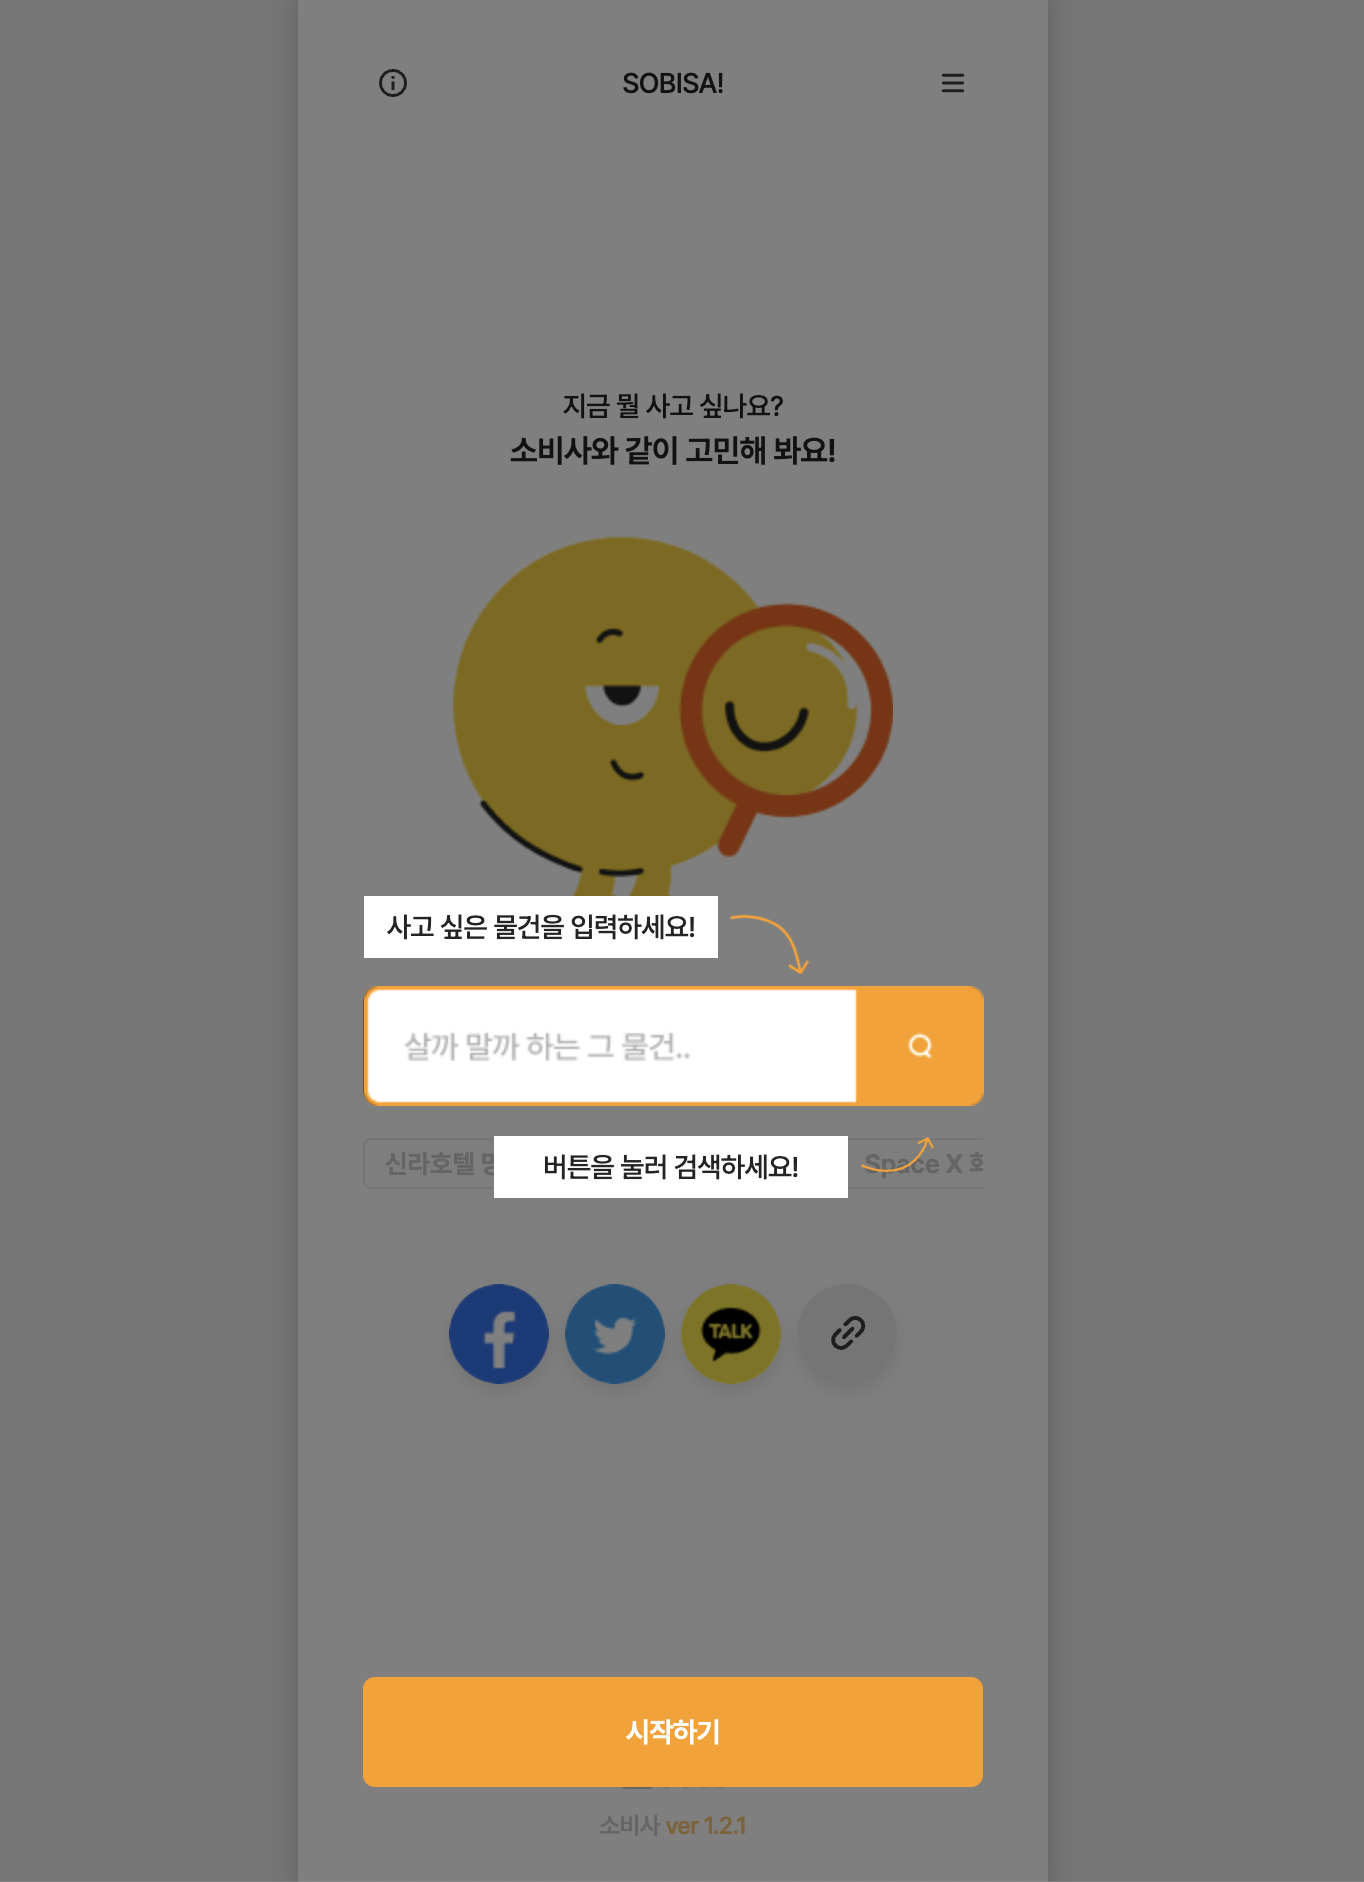 SOBISA!
지금 뭘 사고 싶나요?
소비사와 같이 고민해 봐요!
사고 싶은 물건을 입력하세요!
살까 말까 하는 그 물건..
신라호텔
버튼을 눌러 검색하세요!
Space X
TALK
시작하기
소비사 ver 1.2.1